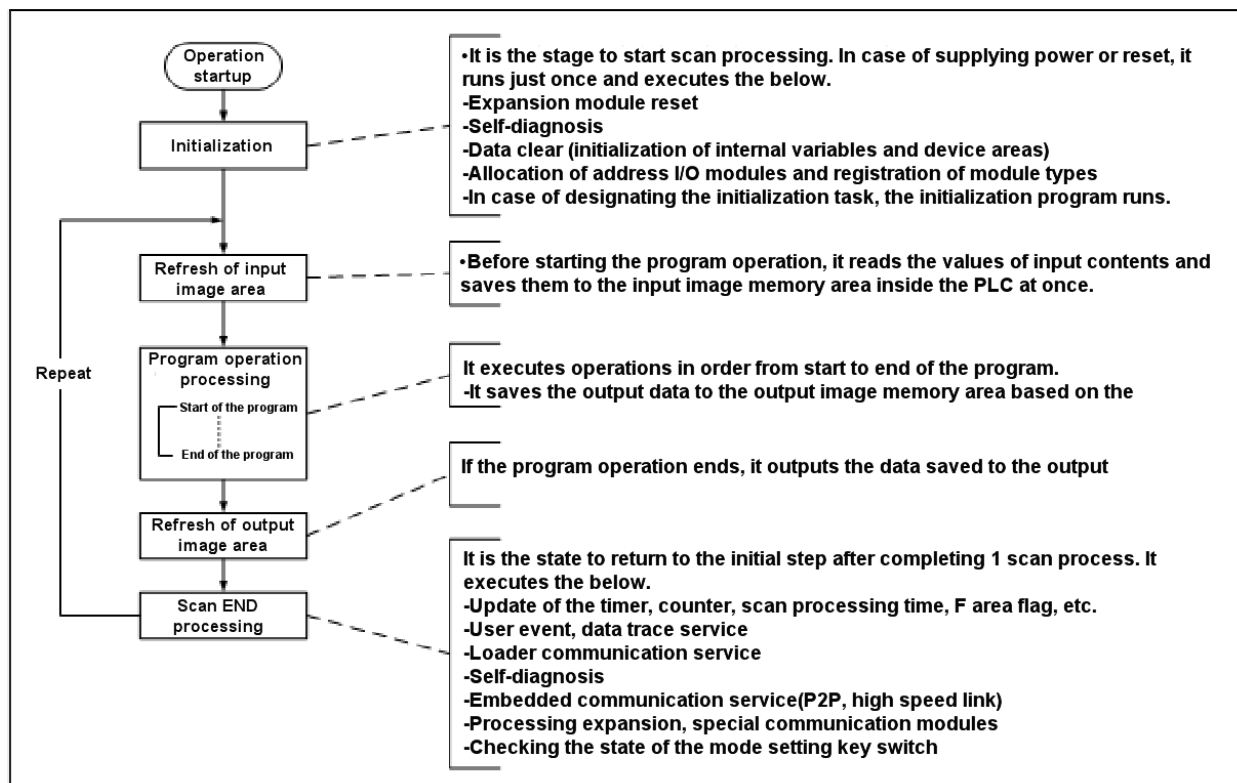 Operation
startup
•It is the stage to start scan processing. In case of supplying power or reset, it
runs just once and executes the below.
-Expansion module reset
-Self-diagnosis
-Data clear (initialization of internal variables and device areas)
-Allocation of address I/O modules and registration of module types
-In case of designating the initialization task, the initialization program runs.
Initialization
Refresh of input
image area
•Before starting the program operation, it reads the values of input contents and
saves them to the input image memory area inside the PLC at once.
Repeat
Program operation
processing
Start of the program
End of the program
It executes operations in order from start to end of the program.
-It saves the output data to the output image memory area based on the
If the program operation ends, it outputs the data saved to the output
Refresh of output
image area
Scan END
processing
It is the state to return to the initial step after completing 1 scan process. It
executes the below.
-Update of the timer, counter, scan processing time, F area flag, etc.
-User event, data trace service
-Loader communication service
-Self-diagnosis
-Embedded communication service(P2P, high speed link)
-Processing expansion, special communication modules
-Checking the state of the mode setting key switch